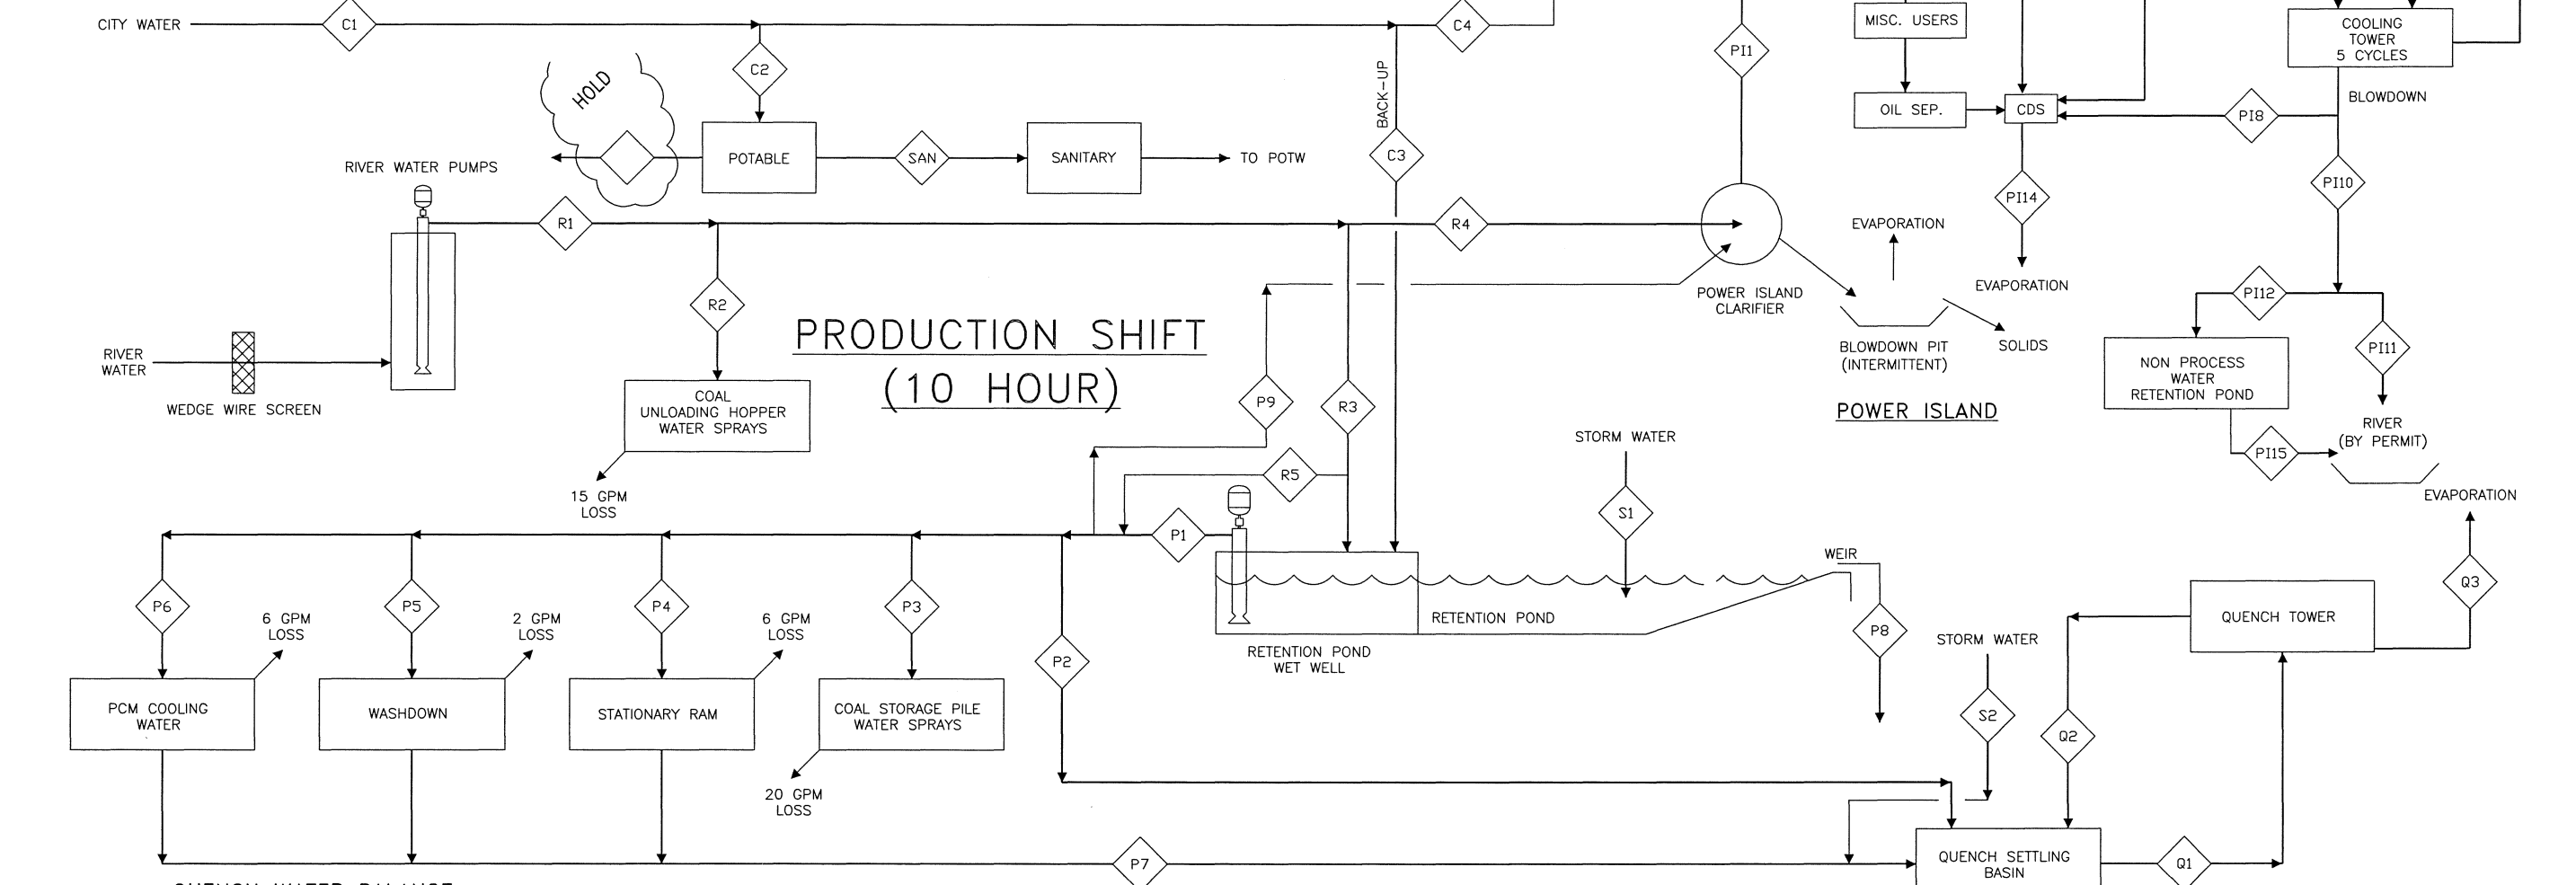 CITY WATER
C1
C4
C2
HOLD
BACK-UP
C3
POTABLE
SAN
SANITARY
TO POTW
PI1
MISC. USERS
OIL SEP.
CDS
PI14
EVAPORATION
COOLING
TOWER
5 CYCLES
BLOWDOWN
PI8
PI10
RIVER WATER PUMPS
R1
R4
R2
RIVER
WATER
WEDGE WIRE SCREEN
PRODUCTION SHIFT
(10 HOUR)
COAL
UNLOADING HOPPER
WATER SPRAYS
15 GPM
LOSS
P9
R3
R5
POWER ISLAND
CLARIFIER
EVAPORATION
BLOWDOWN PIT
(INTERMITTENT)
SOLIDS
POWER ISLAND
PI12
PI11
NON PROCESS
WATER
RETENTION POND
RIVER
(BY PERMIT)
PI15
STORM WATER
S1
P1
WEIR
P8
RETENTION POND
RETENTION POND
WET WELL
P6
6 GPM
LOSS
P5
2 GPM
LOSS
P4
6 GPM
LOSS
P3
P2
PCM COOLING
WATER
WASHDOWN
STATIONARY RAM
COAL STORAGE PILE
WATER SPRAYS
20 GPM
LOSS
STORM WATER
S2
EVAPORATION
Q3
QUENCH TOWER
Q2
P7
QUENCH SETTLING
BASIN
Q1
QUENCH WATER BALANCE